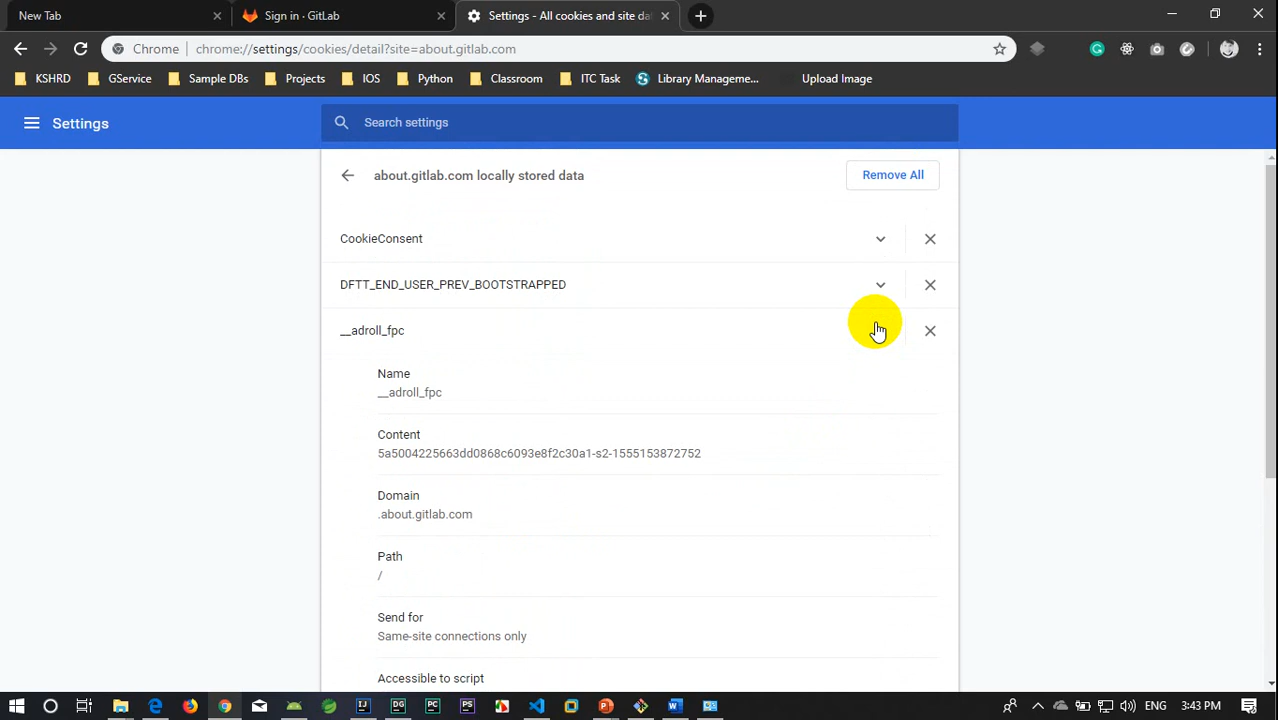 New Tab
Sign in · GitLab
Settings - All cookies and site dat
Chrome
chrome://settings/cookies/detail?site=about.gitlab.com
KSHRD
GService
Sample DBs
Projects
IOS
Python
Classroom
ITC Task
Library Manageme...
Upload Image
Settings
Search settings
about.gitlab.com locally stored data
Remove All
CookieConsent
DFTT_END_USER_PREV_BOOTSTRAPPED
__adroll_fpc
Name
__adroll_fpc
Content
5a5004225663dd0868c6093e8f2c30a1-s2-1555153872752
Domain
.about.gitlab.com
Path
/
Send for
Same-site connections only
Accessible to script
ENG
3:43 PM